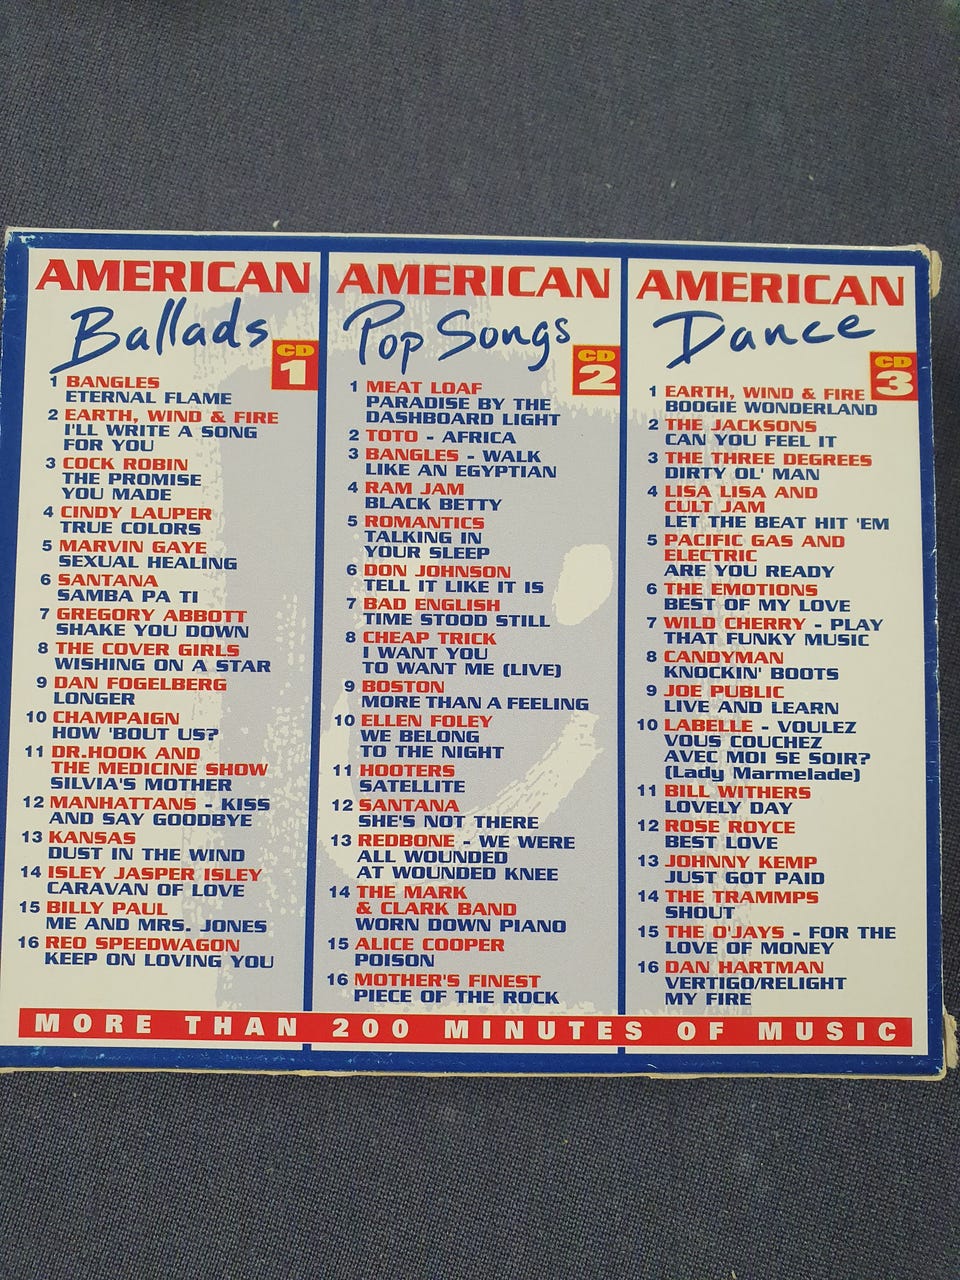 AMERICAN
Ballads
CD
1
1 BANGLES
ETERNAL FLAME
2 EARTH, WIND & FIRE
I'LL WRITE A SONG
FOR YOU
3 COCK ROBIN
THE PROMISE
YOU MADE
4 CINDY LAUPER
TRUE COLORS
5 MARVIN GAYE
SEXUAL HEALING
6 SANTANA
SAMBA PA TI
7 GREGORY ABBOTT
SHAKE YOU DOWN
8 THE COVER GIRLS
WISHING ON A STAR
9 DAN FOGELBERG
LONGER
10 CHAMPAIGN
HOW 'BOUT US?
11 DR.HOOK AND
THE MEDICINE SHOW
SILVIA'S MOTHER
12 MANHATTANS - KISS
AND SAY GOODBYE
13 KANSAS
DUST IN THE WIND
14 ISLEY JASPER ISLEY
CARAVAN OF LOVE
15 BILLY PAUL
ME AND MRS. JONES
16 REO SPEEDWAGON
KEEP ON LOVING YOU
AMERICAN
Pop Songs
CD
2
1 MEAT LOAF
PARADISE BY THE
DASHBOARD LIGHT
2 TOTO - AFRICA
3 BANGLES - WALK
LIKE AN EGYPTIAN
4 RAM JAM
BLACK BETTY
5 ROMANTICS
TALKING IN
YOUR SLEEP
6 DON JOHNSON
TELL IT LIKE IT IS
7 BAD ENGLISH
TIME STOOD STILL
8 CHEAP TRICK
I WANT YOU
TO WANT ME (LIVE)
9 BOSTON
MORE THAN A FEELING
10 ELLEN FOLEY
WE BELONG
TO THE NIGHT
11 HOOTERS
SATELLITE
12 SANTANA
SHE'S NOT THERE
13 REDBONE - WE WERE
ALL WOUNDED
AT WOUNDED KNEE
14 THE MARK
& CLARK BAND
WORN DOWN PIANO
15 ALICE COOPER
POISON
16 MOTHER'S FINEST
PIECE OF THE ROCK
AMERICAN
Dance
CD
3
1 EARTH, WIND & FIRE
BOOGIE WONDERLAND
2 THE JACKSONS
CAN YOU FEEL IT
3 THE THREE DEGREES
DIRTY OL' MAN
4 LISA LISA AND
CULT JAM
LET THE BEAT HIT 'EM
5 PACIFIC GAS AND
ELECTRIC
ARE YOU READY
6 THE EMOTIONS
BEST OF MY LOVE
7 WILD CHERRY - PLAY
THAT FUNKY MUSIC
8 CANDYMAN
KNOCKIN' BOOTS
9 JOE PUBLIC
LIVE AND LEARN
10 LABELLE - VOULEZ
VOUS COUCHEZ
AVEC MOI SE SOIR?
(Lady Marmelade)
11 BILL WITHERS
LOVELY DAY
12 ROSE ROYCE
BEST LOVE
13 JOHNNY KEMP
JUST GOT PAID
14 THE TRAMMPS
SHOUT
15 THE O'JAYS - FOR THE
LOVE OF MONEY
16 DAN HARTMAN
VERTIGO/RELIGHT
MY FIRE
MORE THAN 200 MINUTES OF MUSIC